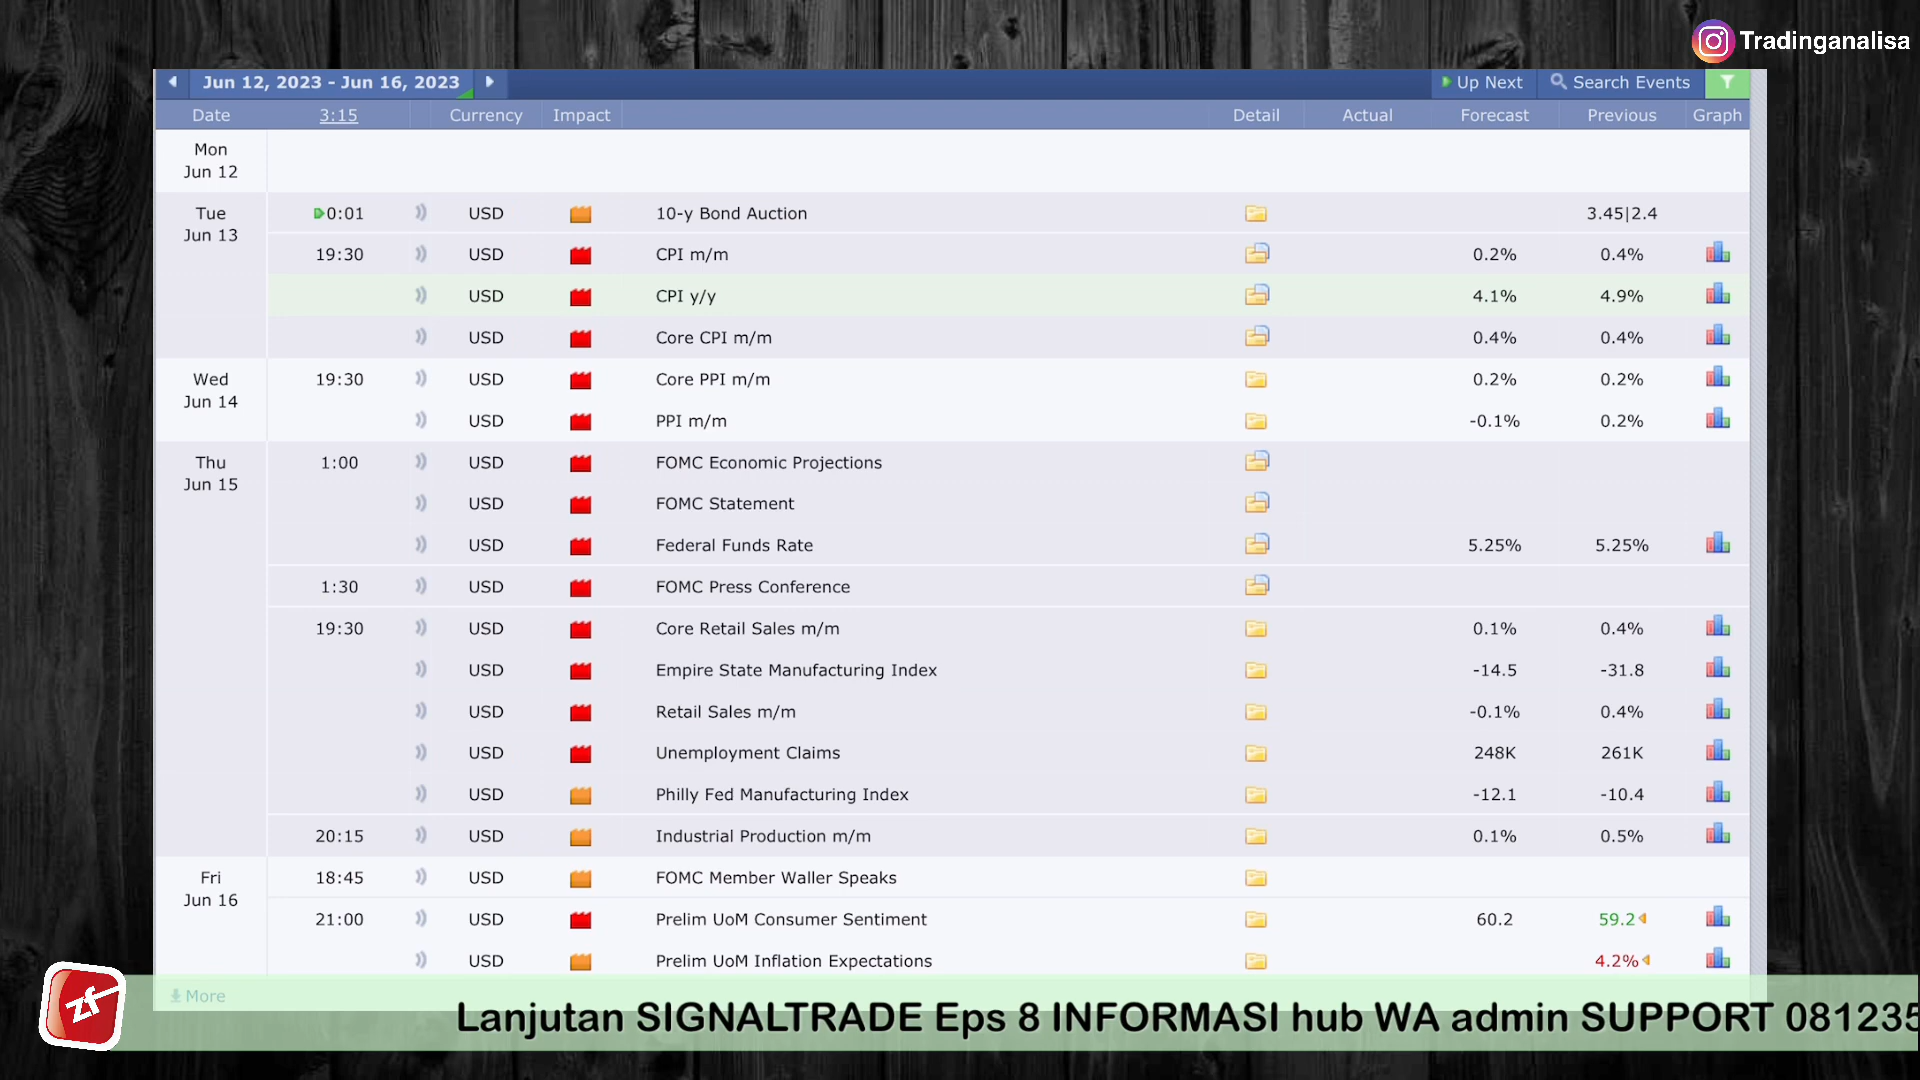 Tradinganalisa
Jun 12, 2023 - Jun 16, 2023 Up Next Search Events
Date 3:15 Currency Impact Detail Actual Forecast Previous Graph
Mon
Jun 12
Tue
Jun 13
0:01 USD 10-y Bond Auction 3.45|2.4
19:30 USD CPI m/m 0.2% 0.4%
USD CPI y/y 4.1% 4.9%
USD Core CPI m/m 0.4% 0.4%
Wed
Jun 14
19:30 USD Core PPI m/m 0.2% 0.2%
USD PPI m/m -0.1% 0.2%
Thu
Jun 15
1:00 USD FOMC Economic Projections
USD FOMC Statement
USD Federal Funds Rate 5.25% 5.25%
1:30 USD FOMC Press Conference
19:30 USD Core Retail Sales m/m 0.1% 0.4%
USD Empire State Manufacturing Index -14.5 -31.8
USD Retail Sales m/m -0.1% 0.4%
USD Unemployment Claims 248K 261K
USD Philly Fed Manufacturing Index -12.1 -10.4
20:15 USD Industrial Production m/m 0.1% 0.5%
Fri
Jun 16
18:45 USD FOMC Member Waller Speaks
21:00 USD Prelim UoM Consumer Sentiment 60.2 59.2
USD Prelim UoM Inflation Expectations 4.2%
More
zf
Lanjutan SIGNALTRADE Eps 8 INFORMASI hub WA admin SUPPORT 081235